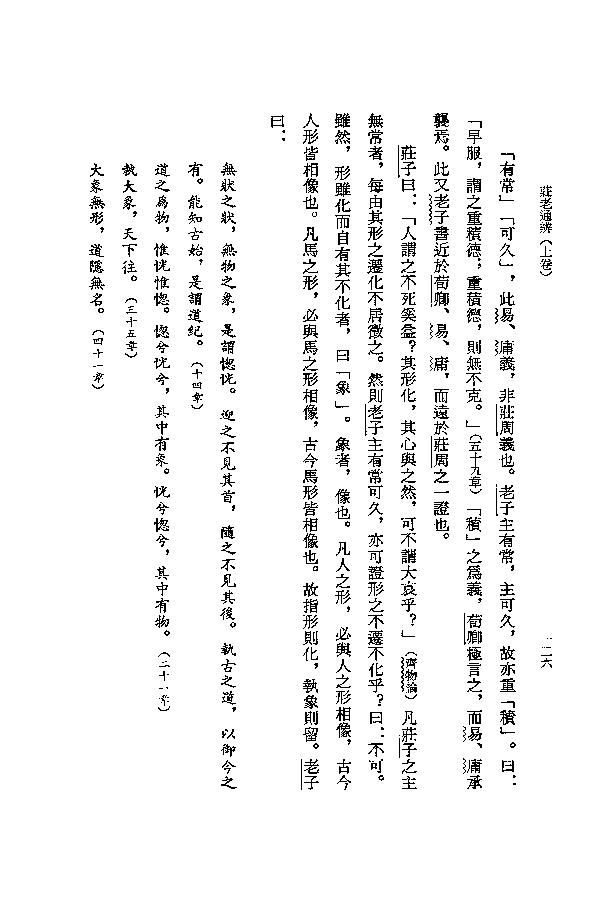 莊老通辨(上卷)
一二六
「有常」「可久」,此易、庸義,非莊周義也。老子主有常,主可久,故亦重「積」。曰:
「早服,謂之重積德;重積德,則無不克。」(五十九章)「積」之爲義,荀卿極言之,而易、庸承
襲焉。此又老子書近於荀卿、易、庸,而遠於莊周之一證也。
莊子曰:「人謂之不死奚益?其形化,其心與之然,可不謂大哀乎?」(齊物論)凡莊子之主
無常者,每由其形之遷化不居徵之。然則老子主有常可久,亦可證形之不遷不化乎?曰:不可。
雖然,形雖化而自有其不化者,曰「象」。象者,像也。凡人之形,必與人之形相像,古今
人形皆相像也。凡馬之形,必與馬之形相像,古今馬形皆相像也。故指形則化,執象則留。老子
曰:
無狀之狀,無物之象,是謂惚恍。迎之不見其首,隨之不見其後。執古之道,以御今之
有。能知古始,是謂道紀。(十四章)
道之爲物,惟恍惟惚。惚兮恍兮,其中有象。恍兮惚兮,其中有物。(二十一章)
執大象,天下往。(三十五章)
大象無形,道隱無名。(四十一章)